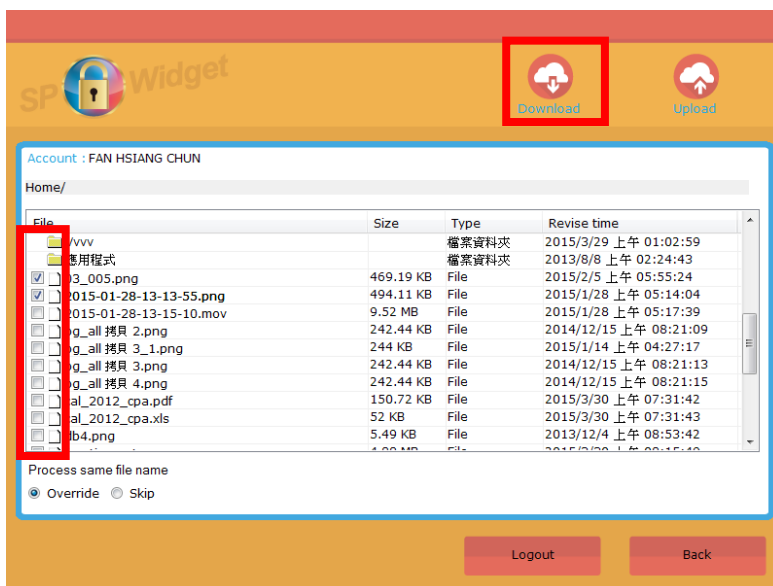 SP Widget
Download Upload
Account : FAN HSIANG CHUN
Home/
File Size Type Revise time
/vvv 檔案資料夾 2015/3/29 上午 01:02:59
應用程式 檔案資料夾 2013/8/8 上午 02:24:43
03_005.png 469.19 KB File 2015/2/5 上午 05:55:24
2015-01-28-13-13-55.png 494.11 KB File 2015/1/28 上午 05:14:04
2015-01-28-13-15-10.mov 9.52 MB File 2015/1/28 上午 05:17:39
bg_all 拷貝 2.png 242.44 KB File 2014/12/15 上午 08:21:09
bg_all 拷貝 3_1.png 244 KB File 2015/1/14 上午 04:27:17
bg_all 拷貝 3.png 242.44 KB File 2014/12/15 上午 08:21:13
bg_all 拷貝 4.png 242.44 KB File 2014/12/15 上午 08:21:15
cal_2012_cpa.pdf 150.72 KB File 2015/3/30 上午 07:31:42
cal_2012_cpa.xls 52 KB File 2015/3/30 上午 07:31:43
db4.png 5.49 KB File 2013/12/4 上午 08:53:42
Process same file name
Override Skip
Logout Back